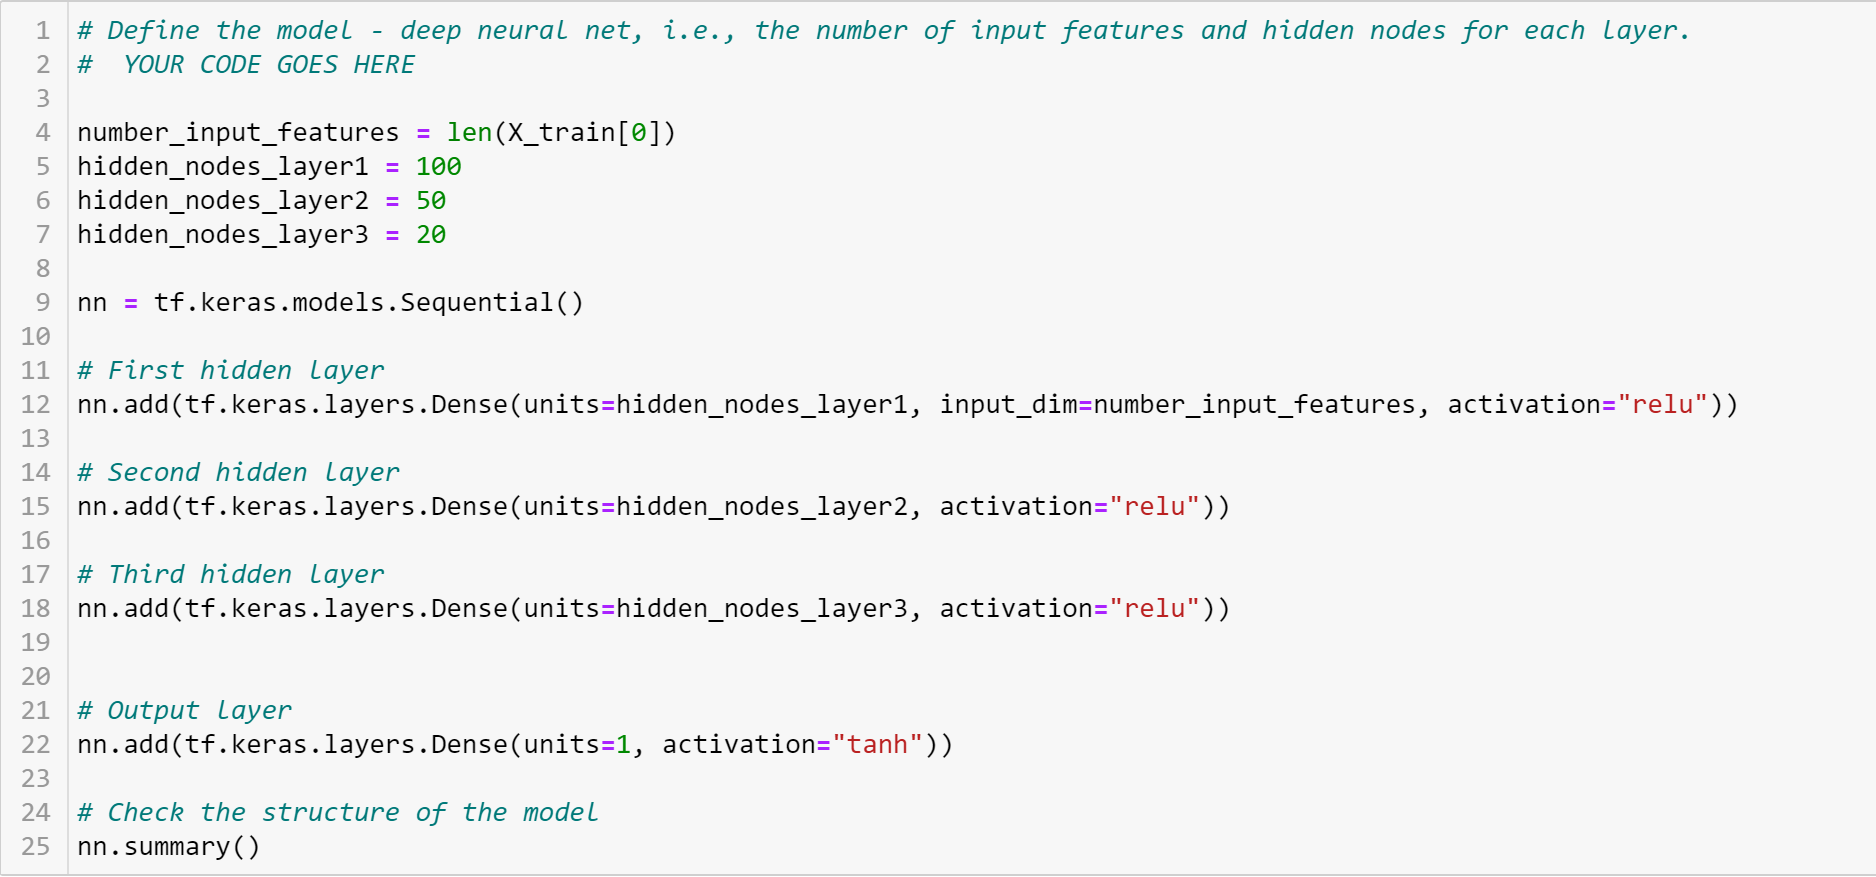 1 # Define the model - deep neural net, i.e., the number of input features and hidden nodes for each layer.
2 #  YOUR CODE GOES HERE
3
4 number_input_features = len(X_train[0])
5 hidden_nodes_layer1 = 100
6 hidden_nodes_layer2 = 50
7 hidden_nodes_layer3 = 20
8
9 nn = tf.keras.models.Sequential()
10
11 # First hidden layer
12 nn.add(tf.keras.layers.Dense(units=hidden_nodes_layer1, input_dim=number_input_features, activation="relu"))
13
14 # Second hidden layer
15 nn.add(tf.keras.layers.Dense(units=hidden_nodes_layer2, activation="relu"))
16
17 # Third hidden layer
18 nn.add(tf.keras.layers.Dense(units=hidden_nodes_layer3, activation="relu"))
19
20
21 # Output layer
22 nn.add(tf.keras.layers.Dense(units=1, activation="tanh"))
23
24 # Check the structure of the model
25 nn.summary()